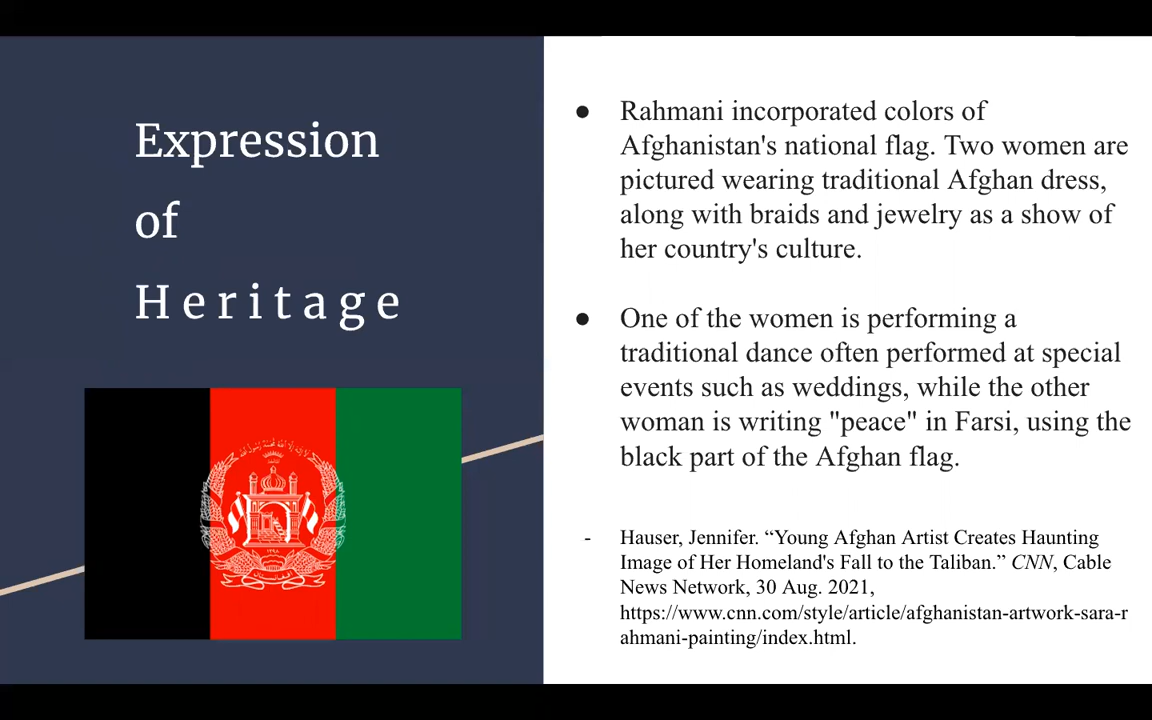 Expression
of
Heritage
● Rahmani incorporated colors of
Afghanistan's national flag. Two women are
pictured wearing traditional Afghan dress,
along with braids and jewelry as a show of
her country's culture.
● One of the women is performing a
traditional dance often performed at special
events such as weddings, while the other
woman is writing "peace" in Farsi, using the
black part of the Afghan flag.
- Hauser, Jennifer. “Young Afghan Artist Creates Haunting
Image of Her Homeland's Fall to the Taliban.” CNN, Cable
News Network, 30 Aug. 2021,
https://www.cnn.com/style/article/afghanistan-artwork-sara-r
ahmani-painting/index.html.